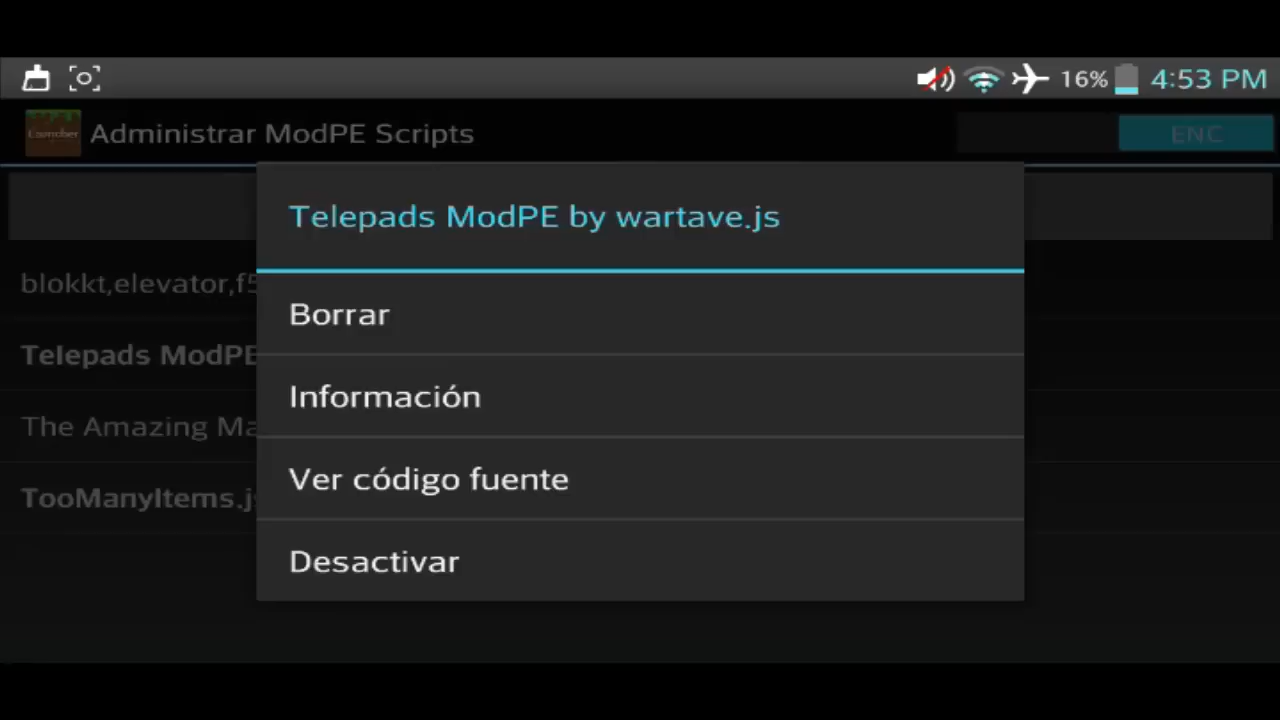 16% 4:53 PM
Launcher Administrar ModPE Scripts ENC
Telepads ModPE by wartave.js
blokkt,elevator,f5
Borrar
Telepads ModPE
Información
The Amazing Ma
Ver código fuente
TooManyItems.js
Desactivar